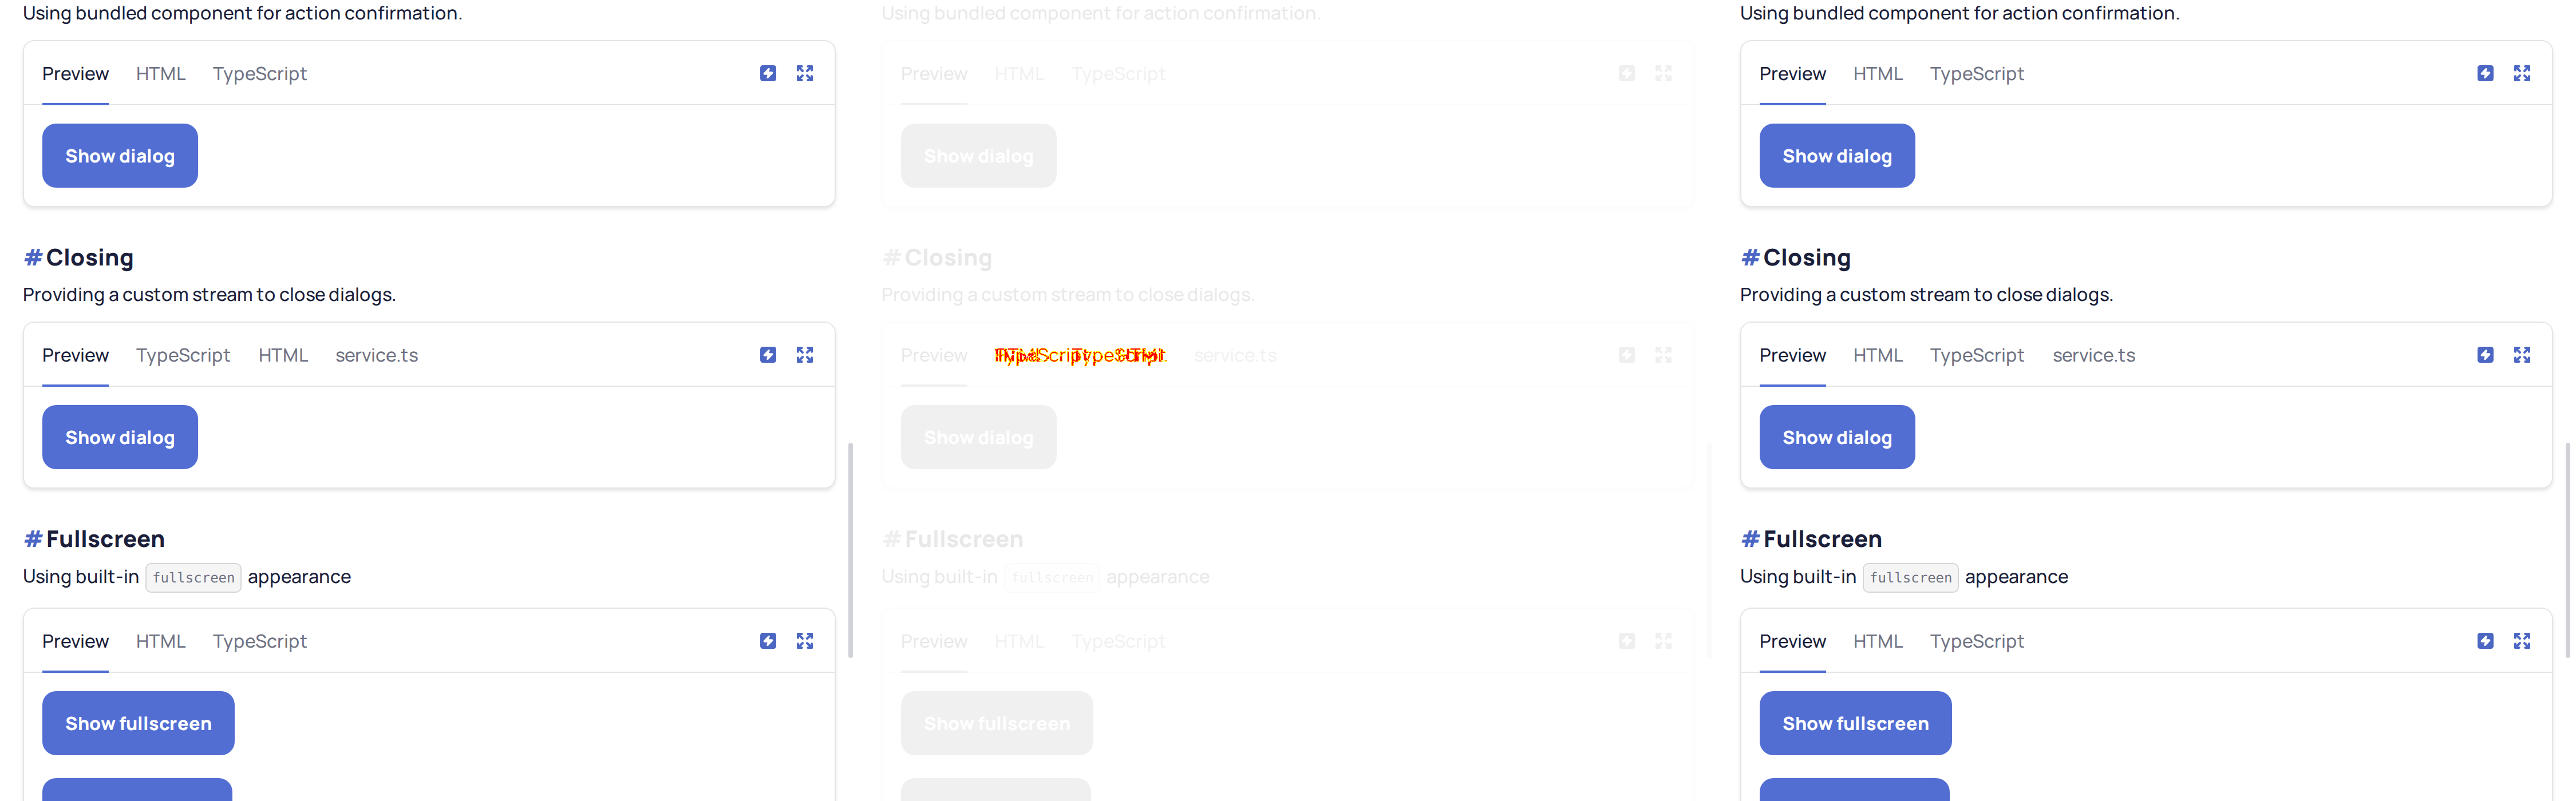 Using bundled component for action confirmation.
Preview HTML TypeScript
Show dialog
# Closing
Providing a custom stream to close dialogs.
Preview TypeScript HTML service.ts
Show dialog
# Fullscreen
Using built-in fullscreen appearance
Preview HTML TypeScript
Show fullscreen
Using bundled component for action confirmation.
Preview HTML TypeScript
Show dialog
# Closing
Providing a custom stream to close dialogs.
Preview service.ts
Show dialog
# Fullscreen
Using built-in fullscreen appearance
Preview HTML TypeScript
Show fullscreen
Using bundled component for action confirmation.
Preview HTML TypeScript
Show dialog
# Closing
Providing a custom stream to close dialogs.
Preview HTML TypeScript service.ts
Show dialog
# Fullscreen
Using built-in fullscreen appearance
Preview HTML TypeScript
Show fullscreen